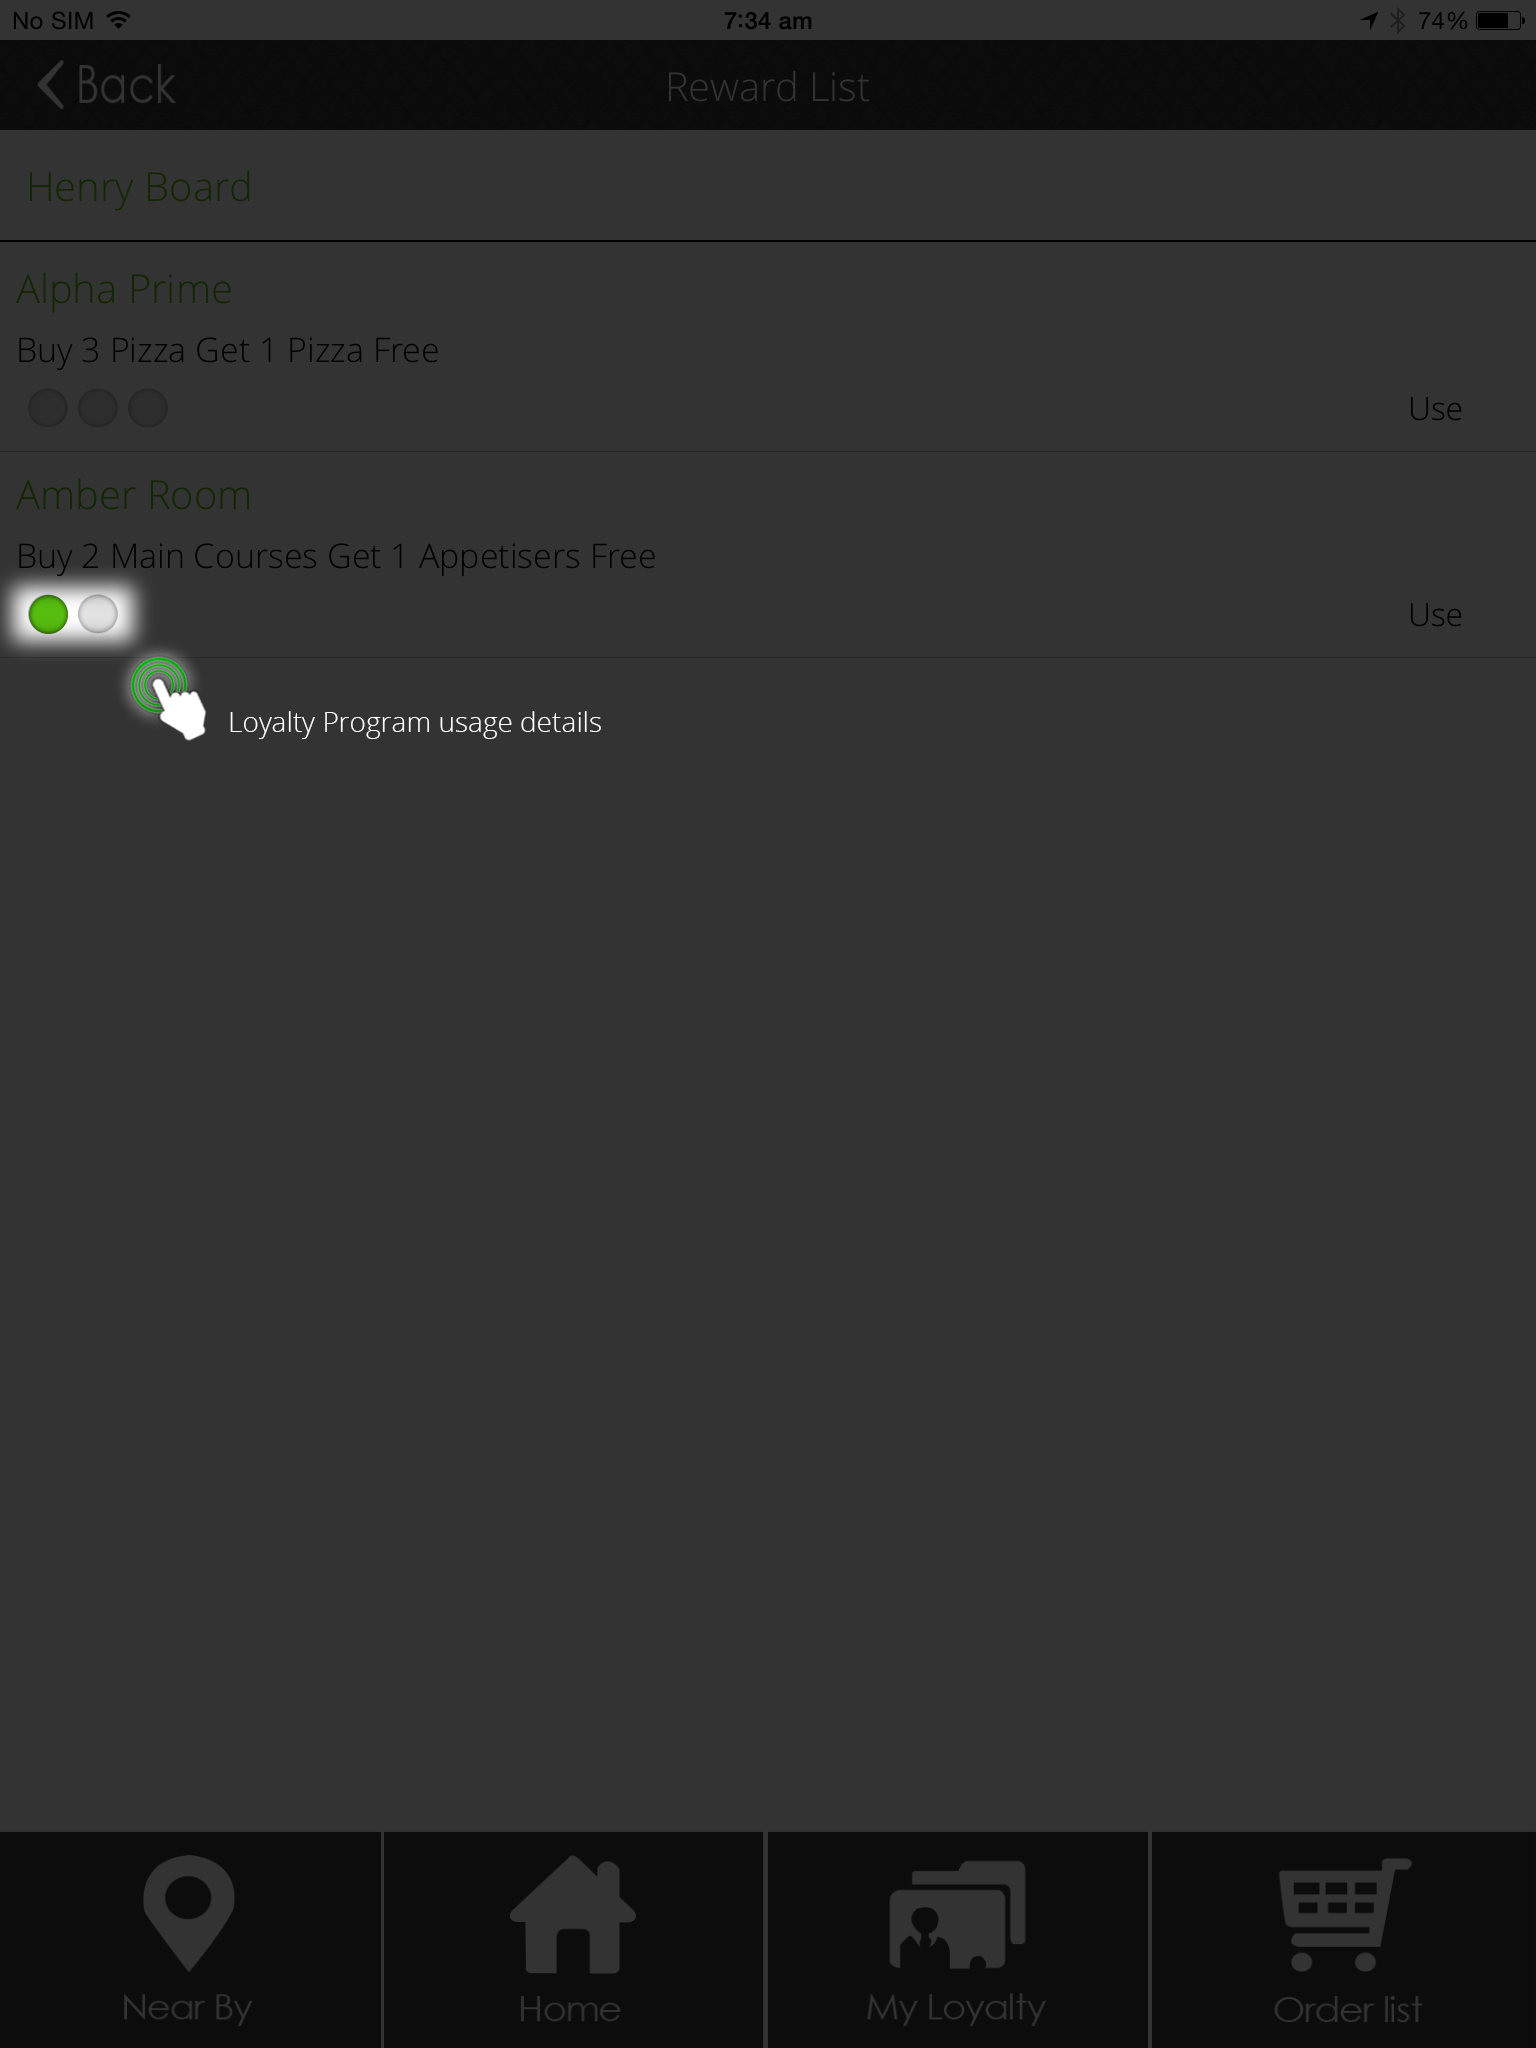 No SIM
7:34 am
74%
Back
Reward List
Henry Board
Alpha Prime
Buy 3 Pizza Get 1 Pizza Free
Use
Amber Room
Buy 2 Main Courses Get 1 Appetisers Free
Use
Loyalty Program usage details
Near By
Home
My Loyalty
Order list